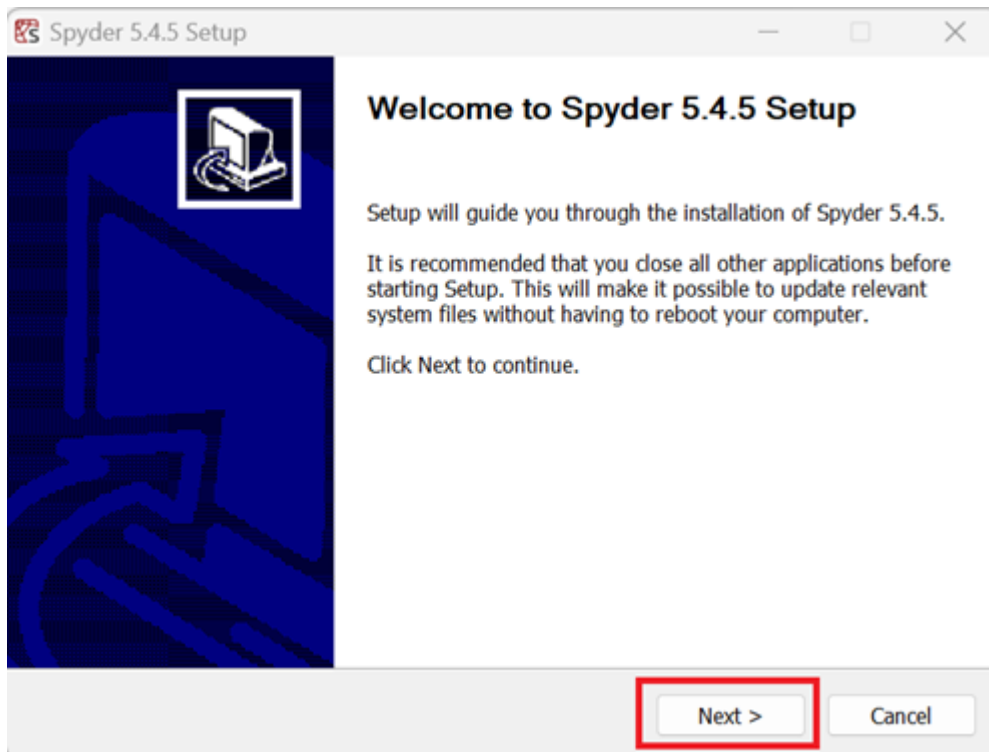 Spyder 5.4.5 Setup
Welcome to Spyder 5.4.5 Setup
Setup will guide you through the installation of Spyder 5.4.5.
It is recommended that you close all other applications before
starting Setup. This will make it possible to update relevant
system files without having to reboot your computer.
Click Next to continue.
Next >
Cancel